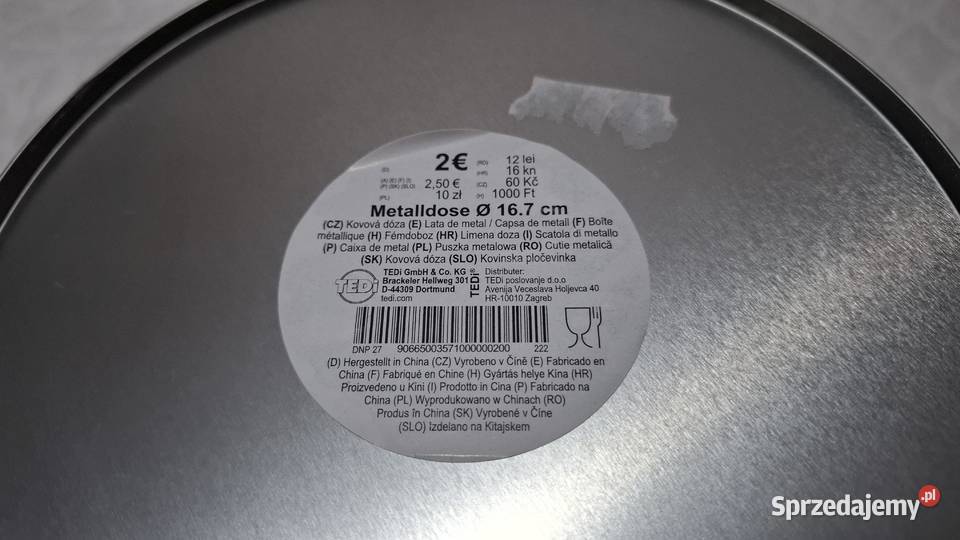 (D) 2€ (RO) 12 lei
(HR) 16 kn
(A) (E) (F) (I)
(P) (SK) (SLO) 2,50 € (CZ) 60 Kč
(PL) 10 zł (H) 1000 Ft
Metalldose Ø 16.7 cm
(CZ) Kovová dóza (E) Lata de metal / Capsa de metall (F) Boîte
métallique (H) Fémdoboz (HR) Limena doza (I) Scatola di metallo
(P) Caixa de metal (PL) Puszka metalowa (RO) Cutie metalică
(SK) Kovová dóza (SLO) Kovinska pločevinka
TEDi
TEDi GmbH & Co. KG
Brackeler Hellweg 301
D-44309 Dortmund
tedi.com
TEDi®
Distributer:
TEDi poslovanje d.o.o
Avenija Veceslava Holjevca 40
HR-10010 Zagreb
DNP 27 90665003571000000200 222
(D) Hergestellt in China (CZ) Vyrobeno v Číně (E) Fabricado en
China (F) Fabriqué en Chine (H) Gyártás helye Kína (HR)
Proizvedeno u Kini (I) Prodotto in Cina (P) Fabricado na
China (PL) Wyprodukowano w Chinach (RO)
Produs în China (SK) Vyrobené v Číne
(SLO) Izdelano na Kitajskem
Sprzedajemy.pl